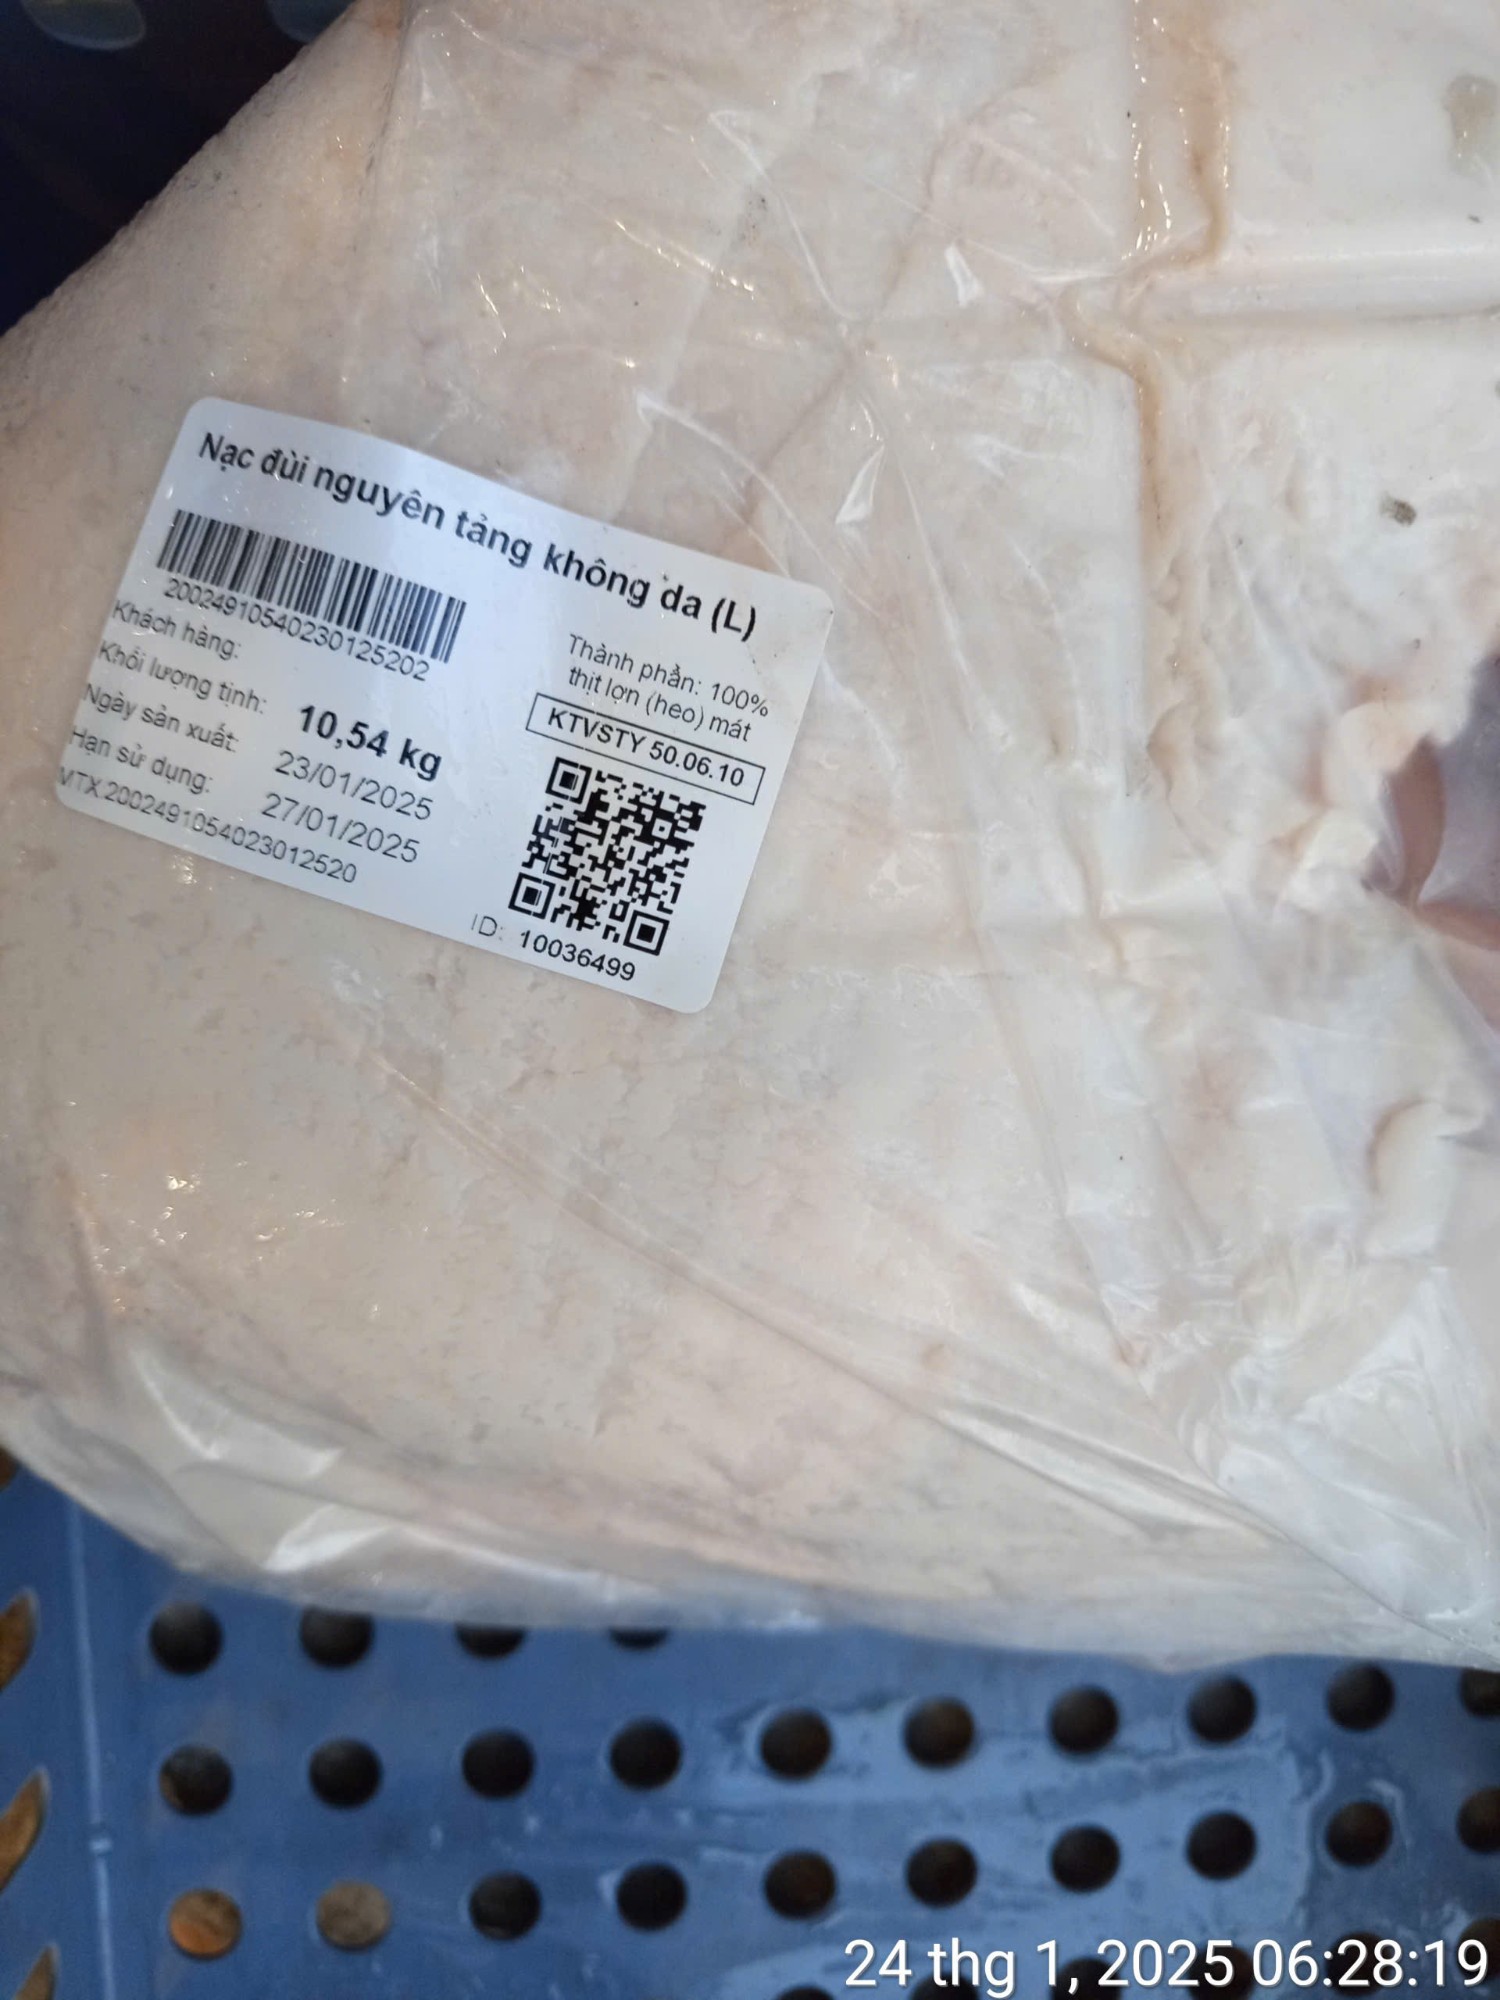 Nạc đùi nguyên tảng không da (L)
20024910540230125202
Khách hàng:
Khối lượng tịnh: 10,54 kg
Ngày sản xuất: 23/01/2025
Hạn sử dụng: 27/01/2025
MTX:2002491054023012520
Thành phần: 100%
thịt lợn (heo) mát
KTVSTY 50.06.10
ID: 10036499
24 thg 1, 2025 06:28:19